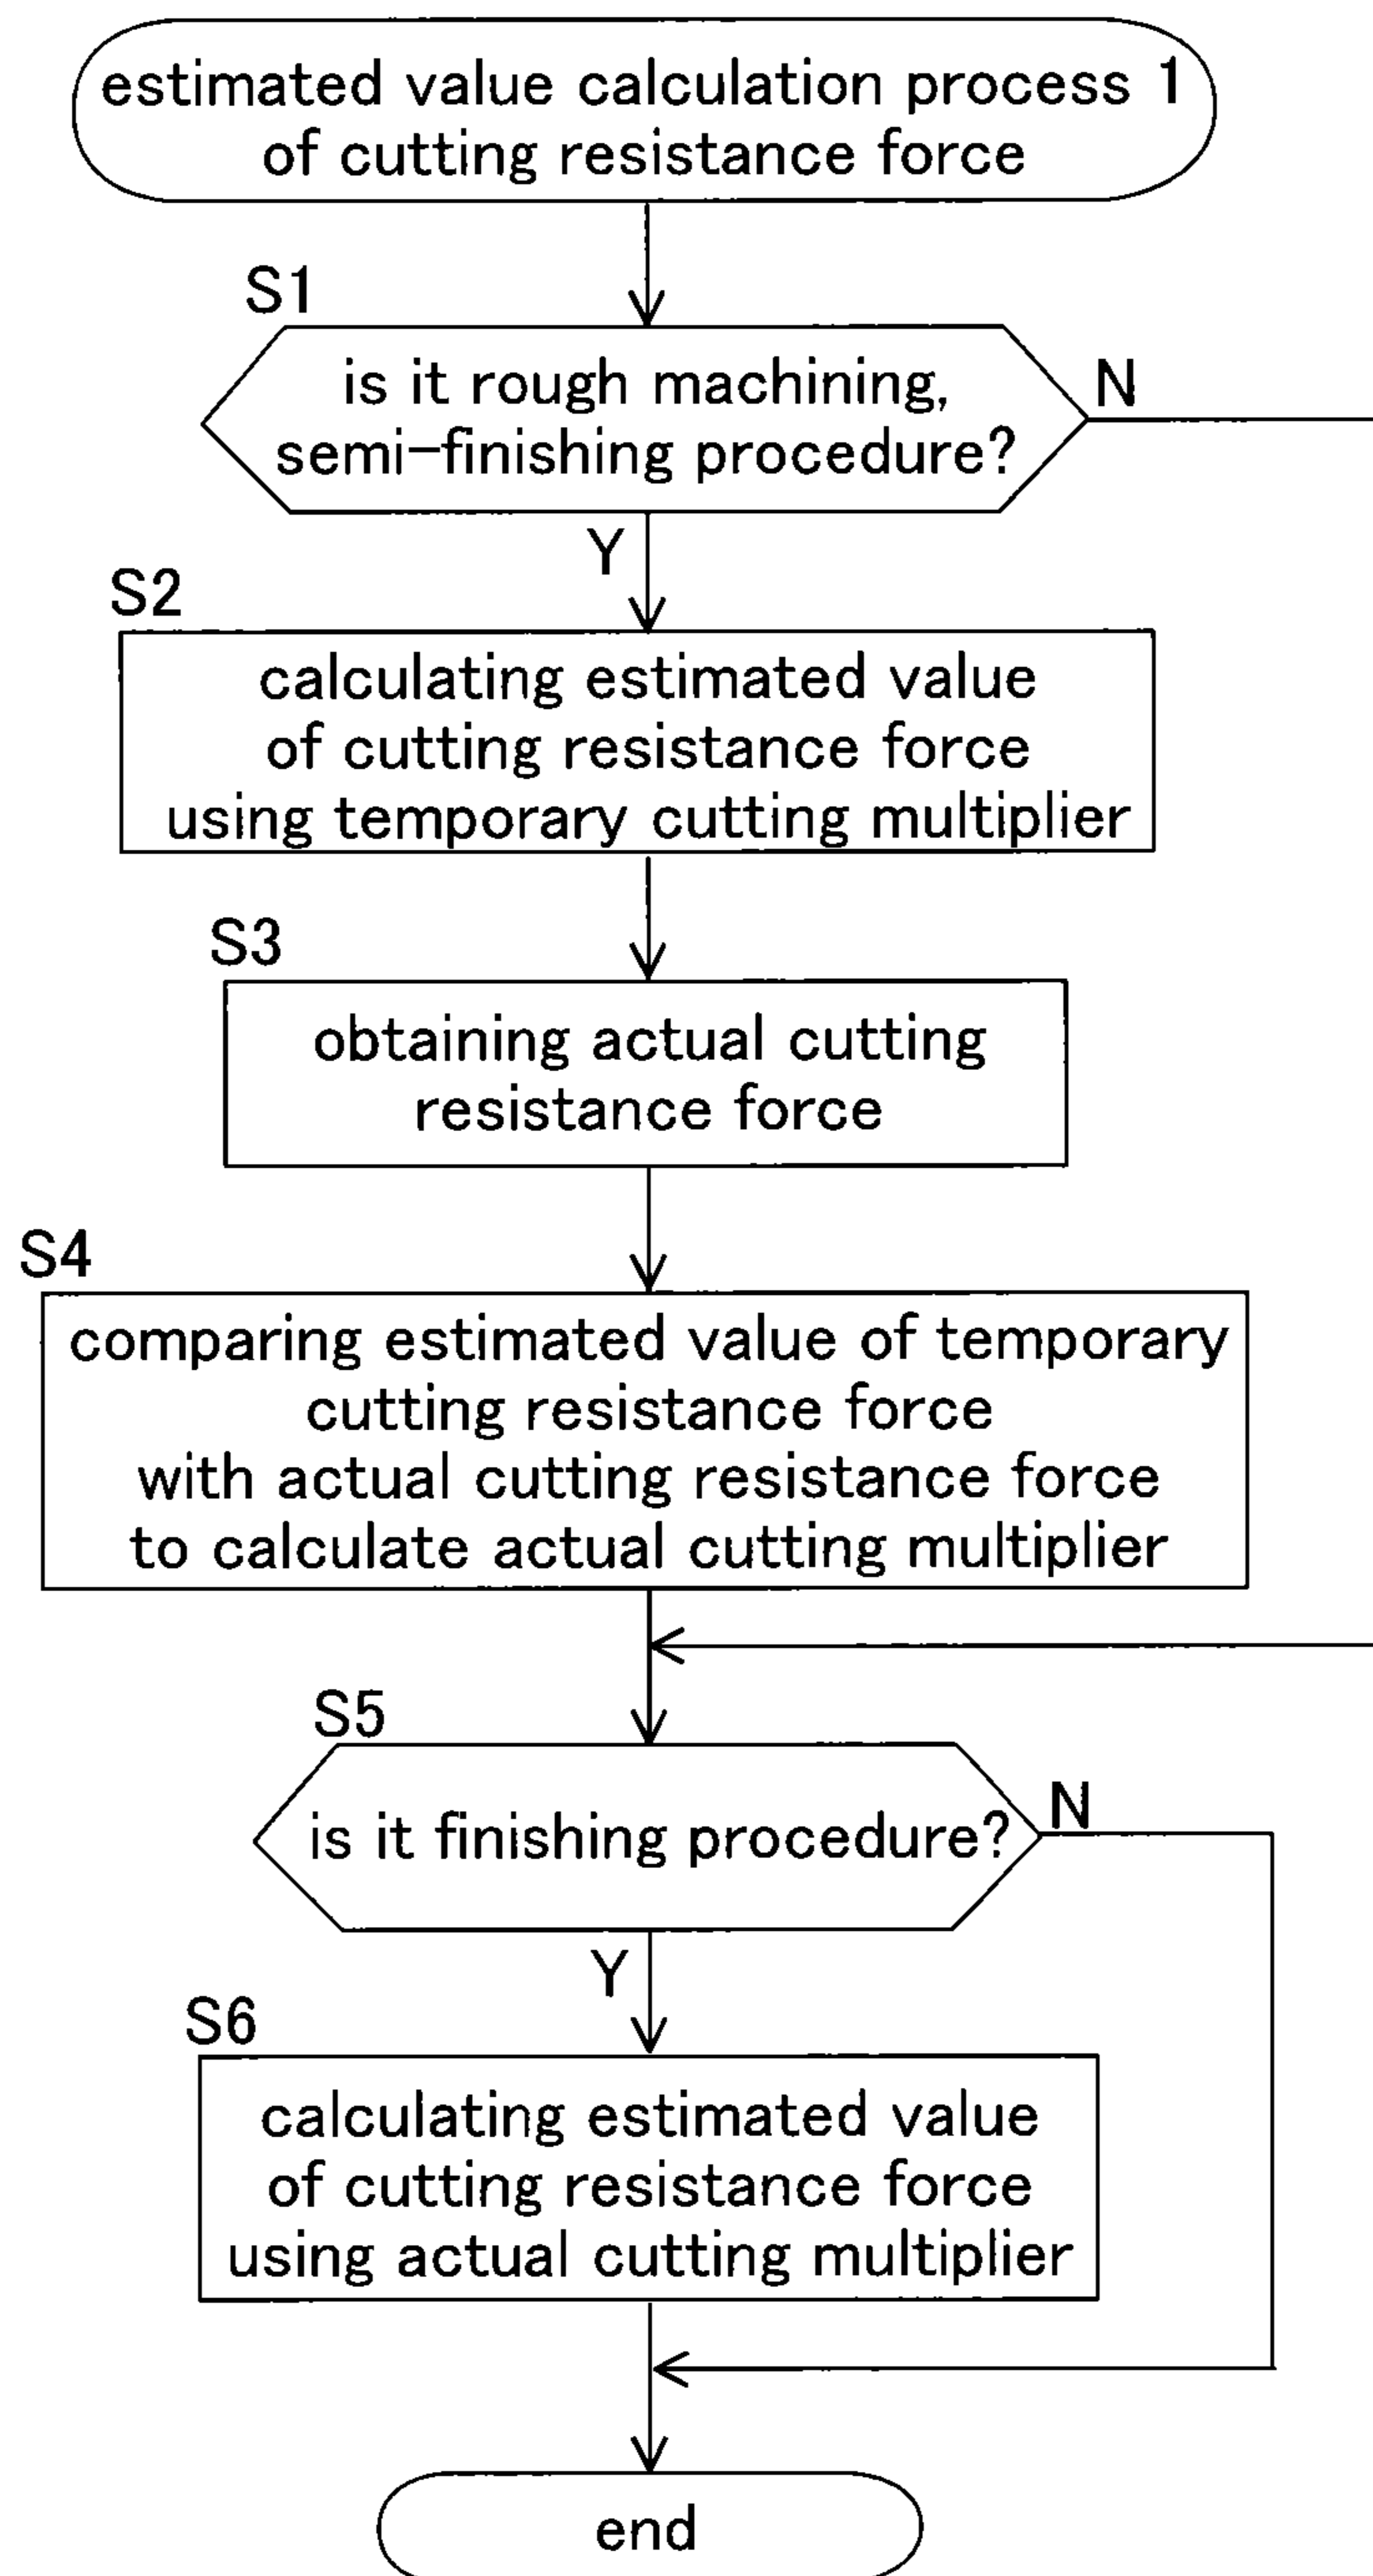 estimated value calculation process 1
of cutting resistance force
S1
is it rough machining,
semi-finishing procedure?
N
Y
S2
calculating estimated value
of cutting resistance force
using temporary cutting multiplier
S3
obtaining actual cutting
resistance force
S4
comparing estimated value of temporary
cutting resistance force
with actual cutting resistance force
to calculate actual cutting multiplier
S5
is it finishing procedure?
N
Y
S6
calculating estimated value
of cutting resistance force
using actual cutting multiplier
end